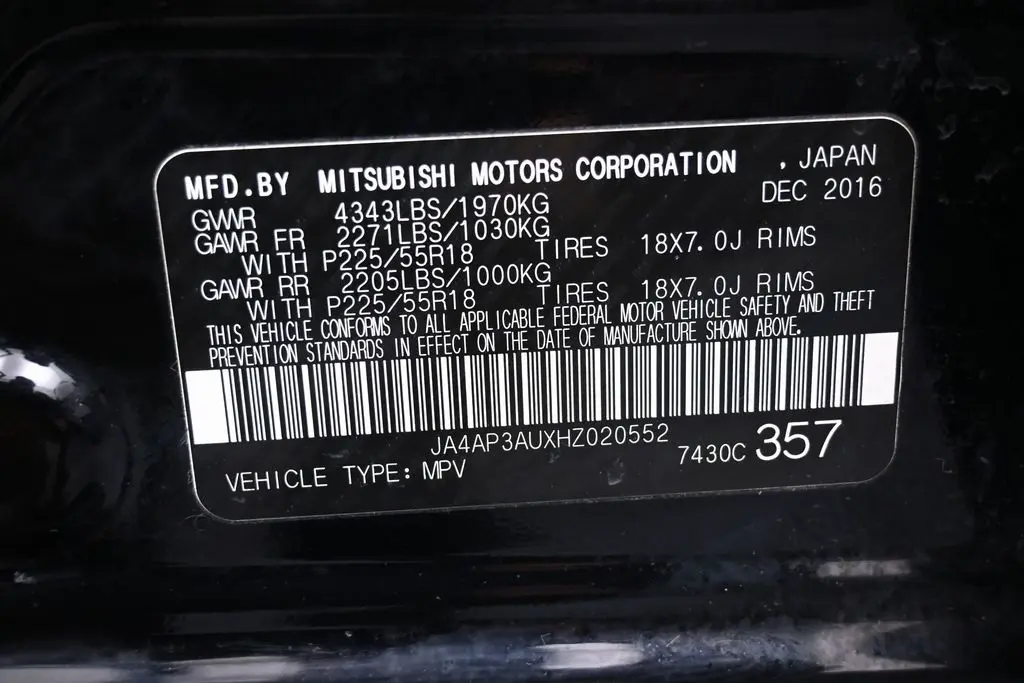 MFD.BY MITSUBISHI MOTORS CORPORATION , JAPAN
DEC 2016
GWWR 4343LBS/1970KG
GAWR FR 2271LBS/1030KG
WITH P225/55R18 TIRES 18X7.0J RIMS
GAWR RR 2205LBS/1000KG
WITH P225/55R18 TIRES 18X7.0J RIMS
THIS VEHICLE CONFORMS TO ALL APPLICABLE FEDERAL MOTOR VEHICLE SAFETY AND THEFT
PREVENTION STANDARDS IN EFFECT ON THE DATE OF MANUFACTURE SHOWN ABOVE.
JA4AP3AUXHZ020552
7430C 357
VEHICLE TYPE: MPV